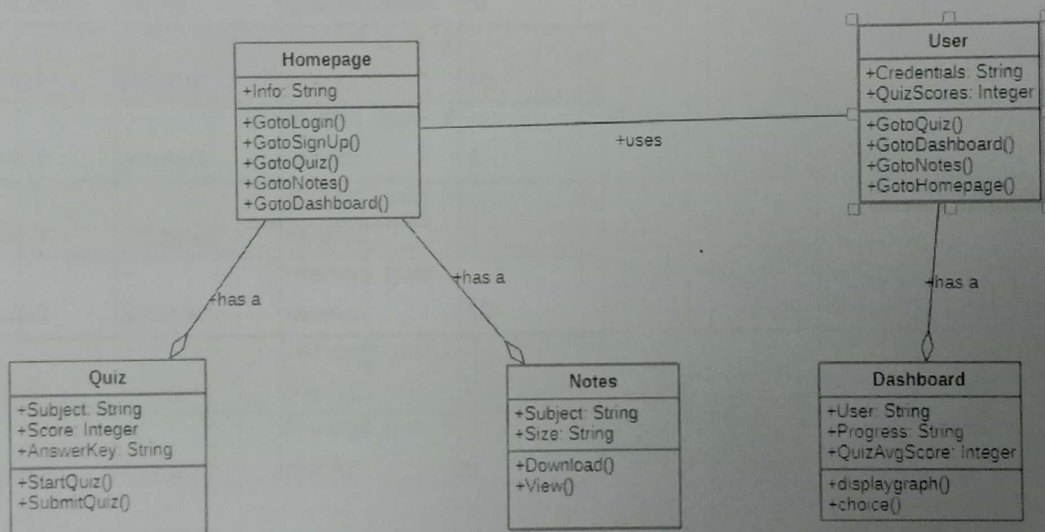 Homepage
+Info: String
+GotoLogin()
+GotoSignUp()
+GotoQuiz()
+GotoNotes()
+GotoDashboard()
User
+Credentials: String
+QuizScores: Integer
+GotoQuiz()
+GotoDashboard()
+GotoNotes()
+GotoHomepage()
+uses
+has a
+has a
+has a
Quiz
+Subject: String
+Score: Integer
+AnswerKey: String
+StartQuiz()
+SubmitQuiz()
Notes
+Subject: String
+Size: String
+Download()
+View()
Dashboard
+User: String
+Progress: String
+QuizAvgScore: Integer
+displaygraph()
+choice()